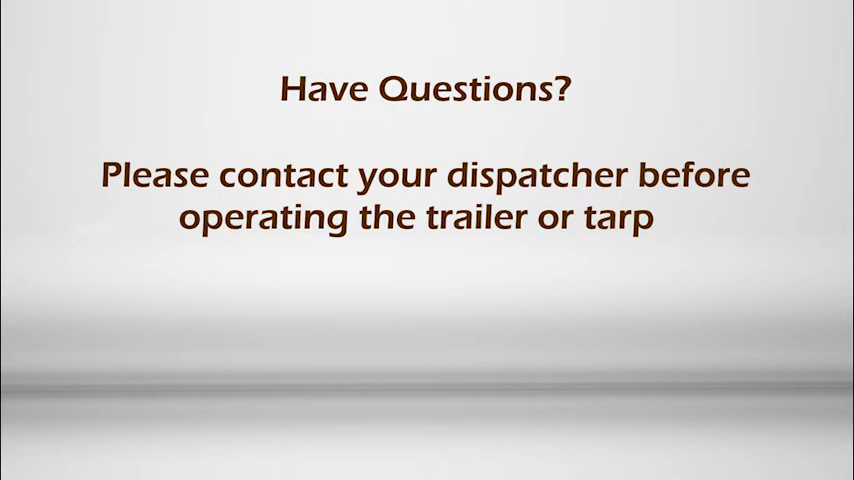 Have Questions?
Please contact your dispatcher before
operating the trailer or tarp